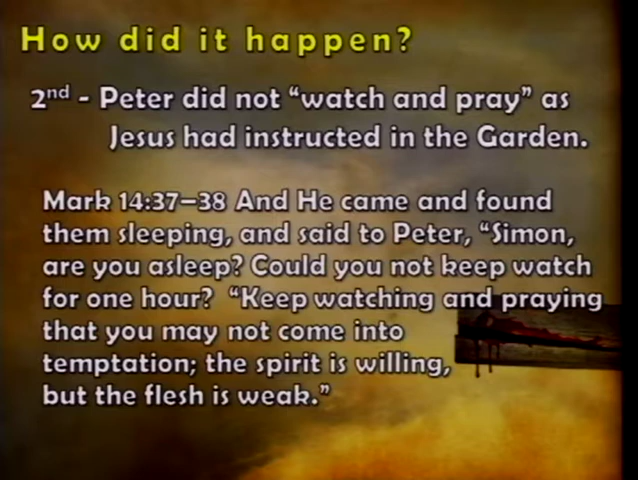 How did it happen?
2nd - Peter did not “watch and pray” as
Jesus had instructed in the Garden.
Mark 14:37–38 And He came and found
them sleeping, and said to Peter, “Simon,
are you asleep? Could you not keep watch
for one hour? “Keep watching and praying
that you may not come into
temptation; the spirit is willing,
but the flesh is weak.”